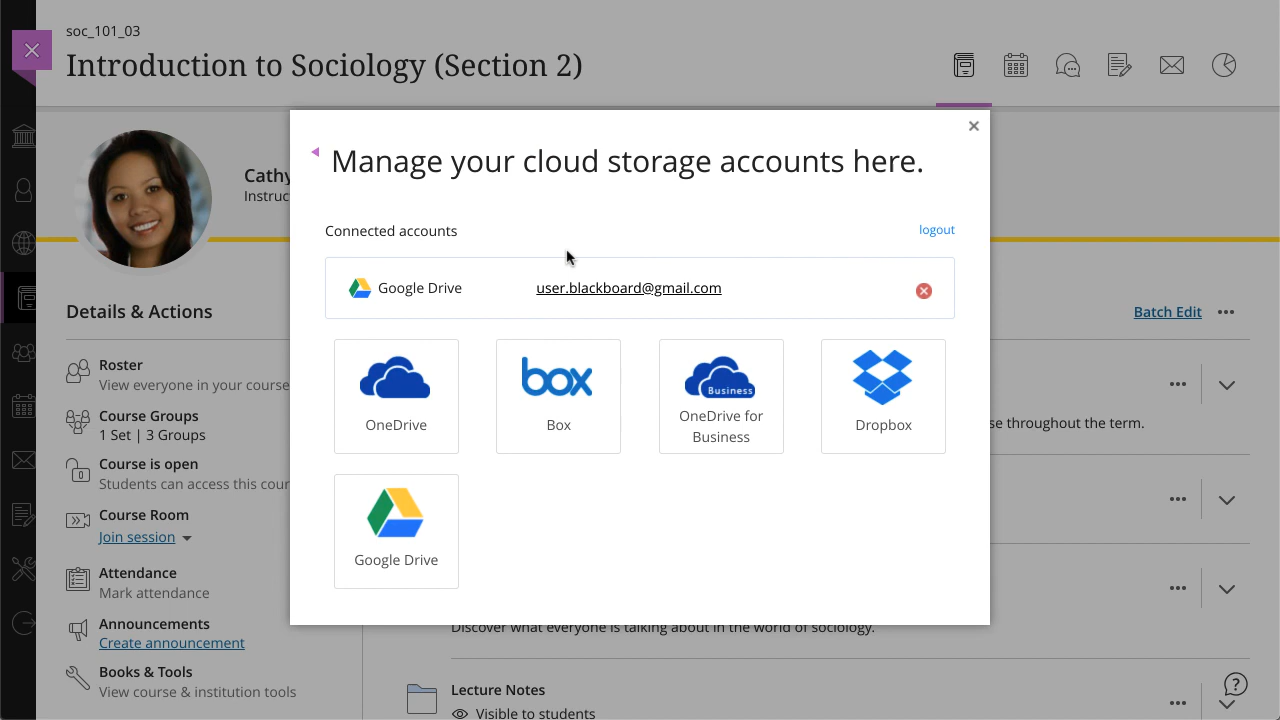 soc_101_03
Introduction to Sociology (Section 2)
Cathy
Instruc
Details & Actions
Roster
View everyone in your course
Course Groups
1 Set | 3 Groups
Course is open
Students can access this cour
Course Room
Join session
Attendance
Mark attendance
Announcements
Create announcement
Books & Tools
View course & institution tools
Manage your cloud storage accounts here.
Connected accounts
logout
Google Drive
user.blackboard@gmail.com
OneDrive
box
Box
Business
OneDrive for
Business
Dropbox
Google Drive
Batch Edit
se throughout the term.
Discover what everyone is talking about in the world of sociology.
Lecture Notes
Visible to students